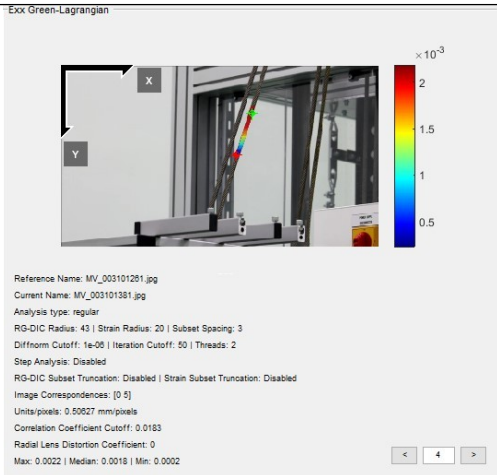 Exx Green-Lagrangian
×10-3
X
2
Y
1.5
1
0.5
Reference Name: MV_003101261.jpg
Current Name: MV_003101381.jpg
Analysis type: regular
RG-DIC Radius: 43 | Strain Radius: 20 | Subset Spacing: 3
Diffnorm Cutoff: 1e-06 | Iteration Cutoff: 50 | Threads: 2
Step Analysis: Disabled
RG-DIC Subset Truncation: Disabled | Strain Subset Truncation: Disabled
Image Correspondences: [0 5]
Units/pixels: 0.50627 mm/pixels
Correlation Coefficient Cutoff: 0.0183
Radial Lens Distortion Coefficient: 0
Max: 0.0022 | Median: 0.0018 | Min: 0.0002
< 4 >